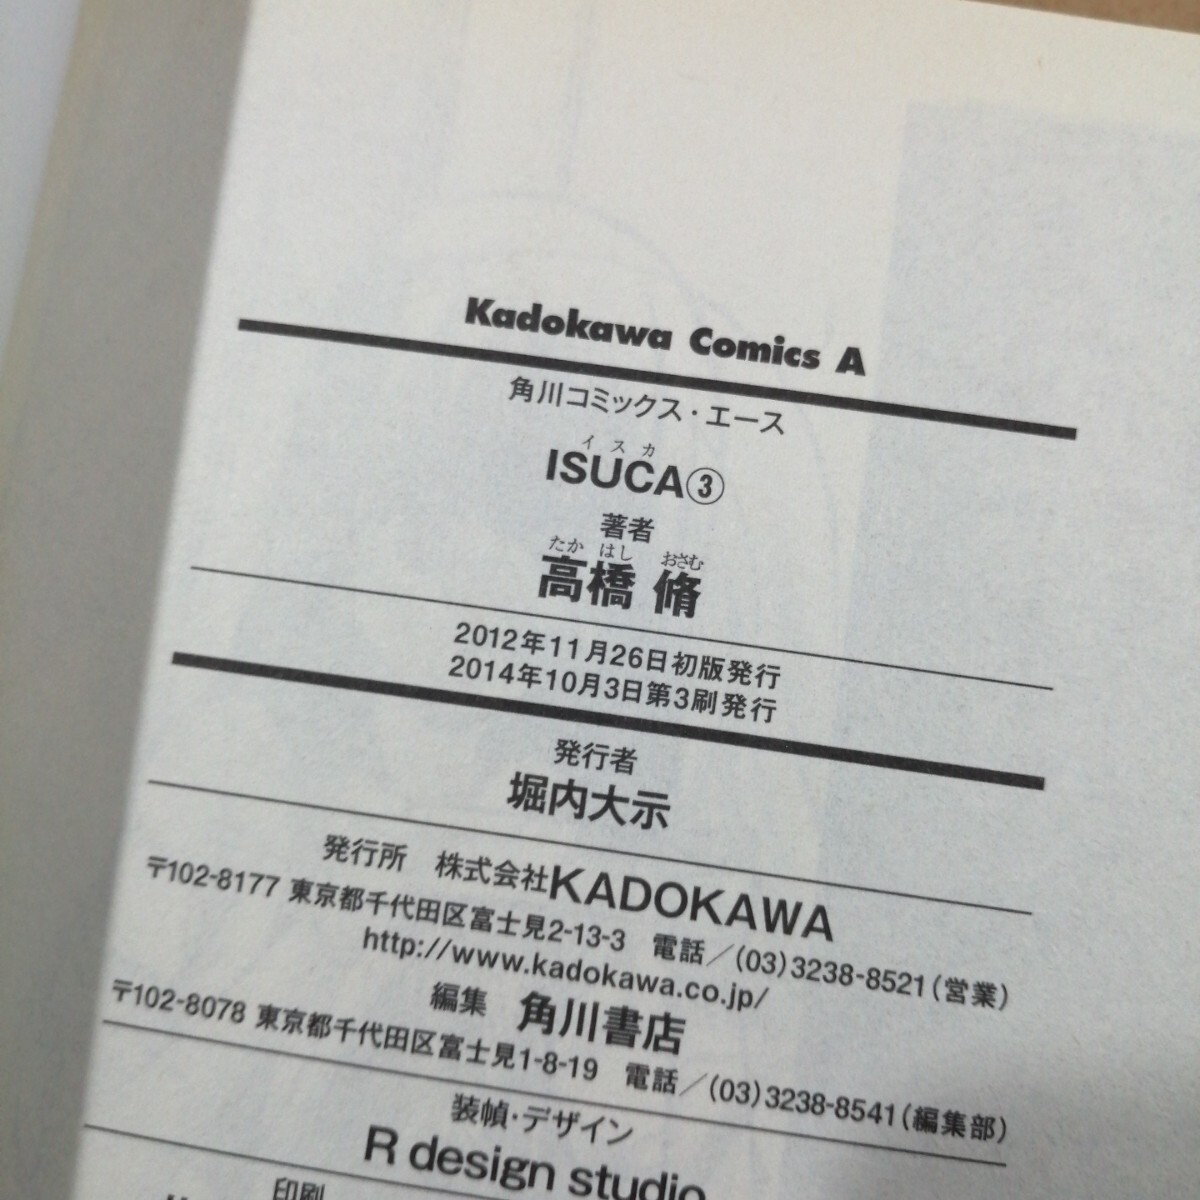 Kadokawa Comics A
角川コミックス・エース
イスカ
ISUCA③
著者
たか はし おさむ
高橋 脩
2012年11月26日初版発行
2014年10月3日第3刷発行
発行者
堀内大示
発行所 株式会社KADOKAWA
〒102-8177 東京都千代田区富士見2-13-3 電話／(03)3238-8521(営業)
http://www.kadokawa.co.jp/
編集 角川書店
〒102-8078 東京都千代田区富士見1-8-19 電話／(03)3238-8541(編集部)
装幀・デザイン
R design studio
印刷